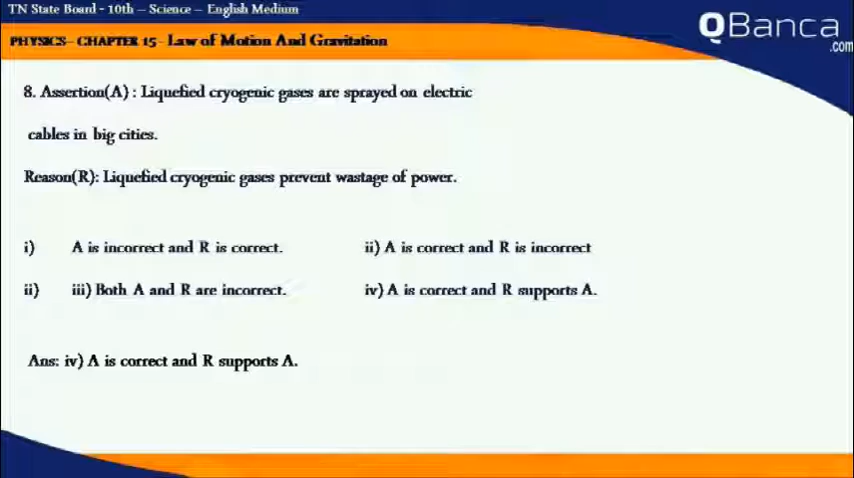 TN State Board - 10th – Science – English Medium
QBanca
.com
PHYSICS– CHAPTER 15- Law of Motion And Gravitation
8. Assertion(A) : Liquefied cryogenic gases are sprayed on electric
cables in big cities.
Reason(R): Liquefied cryogenic gases prevent wastage of power.
i) A is incorrect and R is correct. ii) A is correct and R is incorrect
ii) iii) Both A and R are incorrect. iv) A is correct and R supports A.
Ans: iv) A is correct and R supports A.